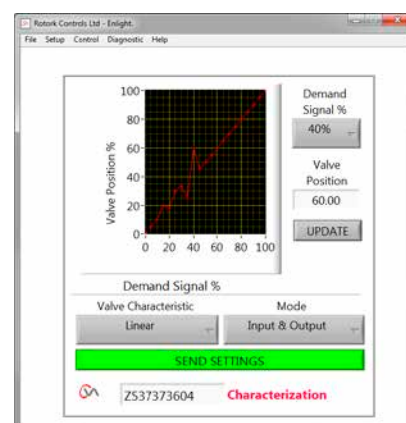 Rotork Controls Ltd - Enlight.
File Setup Control Diagnostic Help
Demand
Signal %
40%
Valve
Position
60.00
UPDATE
Valve Position %
100
80
60
40
20
0
0 20 40 60 80 100
Demand Signal %
Valve Characteristic
Linear
Mode
Input & Output
SEND SETTINGS
ZS37373604
Characterization